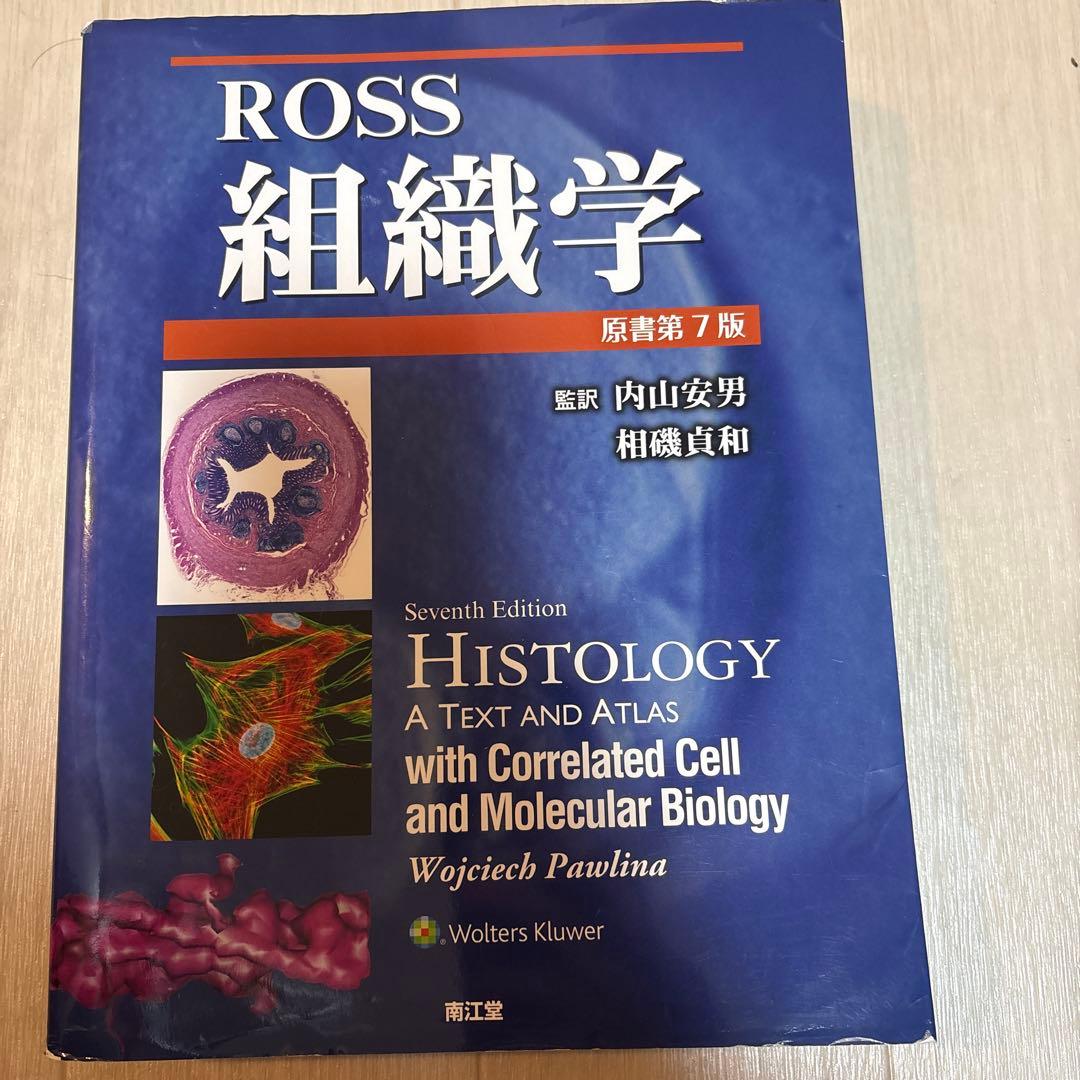 ROSS
組織学
原書第7版
監訳 内山安男
相磯貞和
Seventh Edition
HISTOLOGY
A TEXT AND ATLAS
with Correlated Cell
and Molecular Biology
Wojciech Pawlina
Wolters Kluwer
南江堂